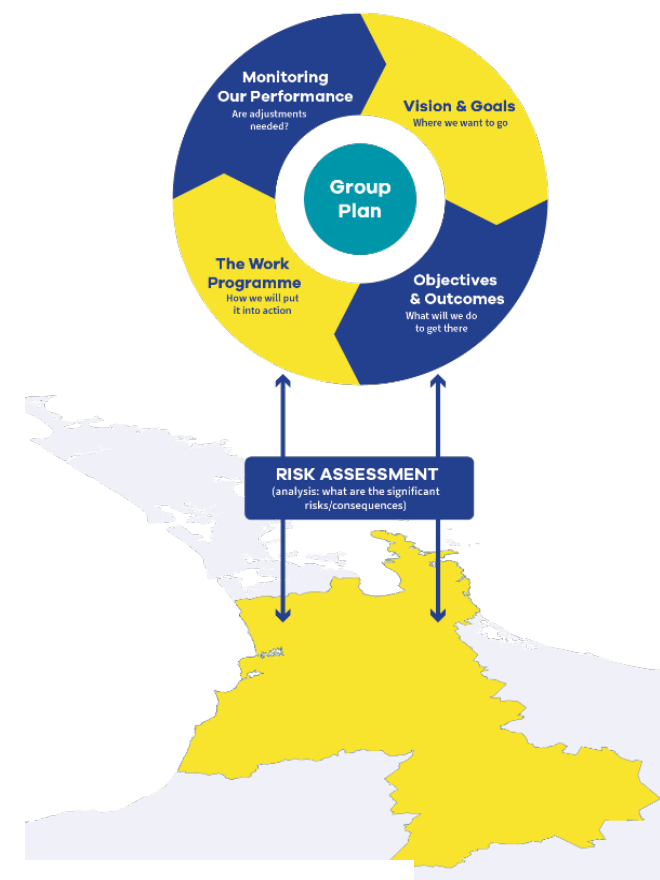 Monitoring
Our Performance
Are adjustments
needed?
Vision & Goals
Where we want to go
Group
Plan
The Work
Programme
How we will put
it into action
Objectives
& Outcomes
What will we do
to get there
RISK ASSESSMENT
(analysis: what are the significant
risks/consequences)